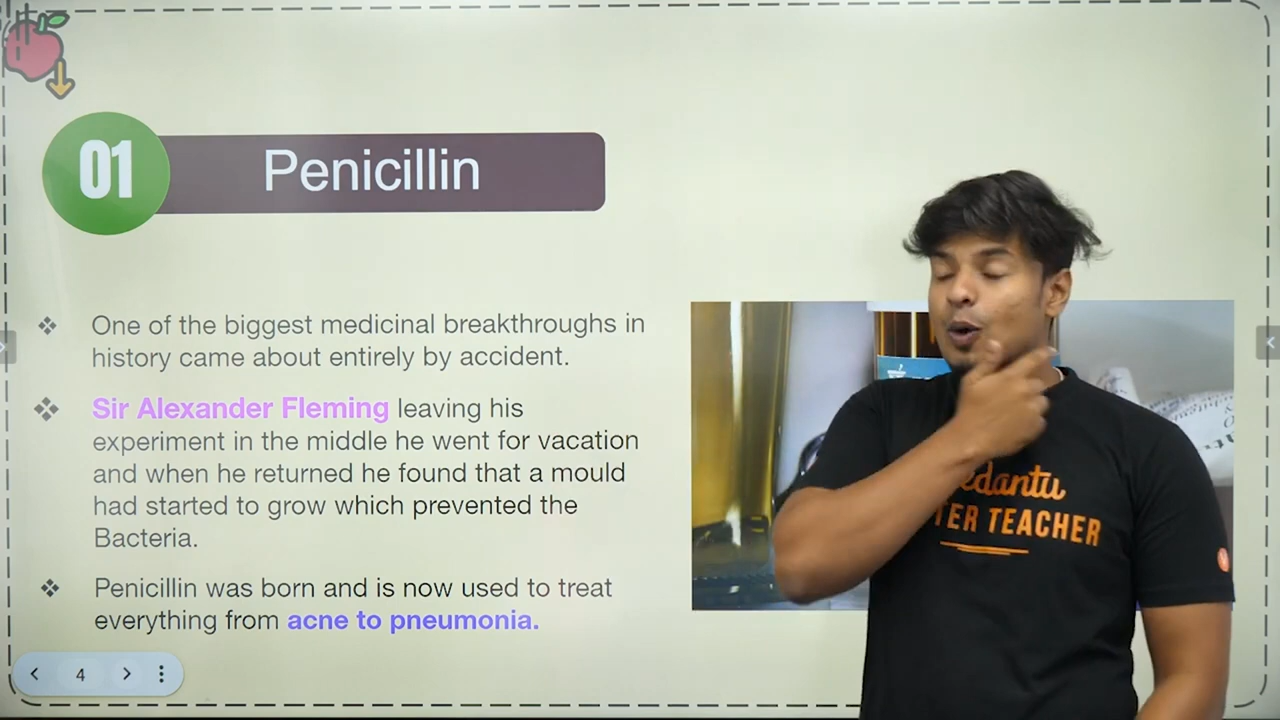 01
Penicillin
One of the biggest medicinal breakthroughs in
history came about entirely by accident.
Sir Alexander Fleming leaving his
experiment in the middle he went for vacation
and when he returned he found that a mould
had started to grow which prevented the
Bacteria.
Penicillin was born and is now used to treat
everything from acne to pneumonia.
4
edantu
TER TEACHER